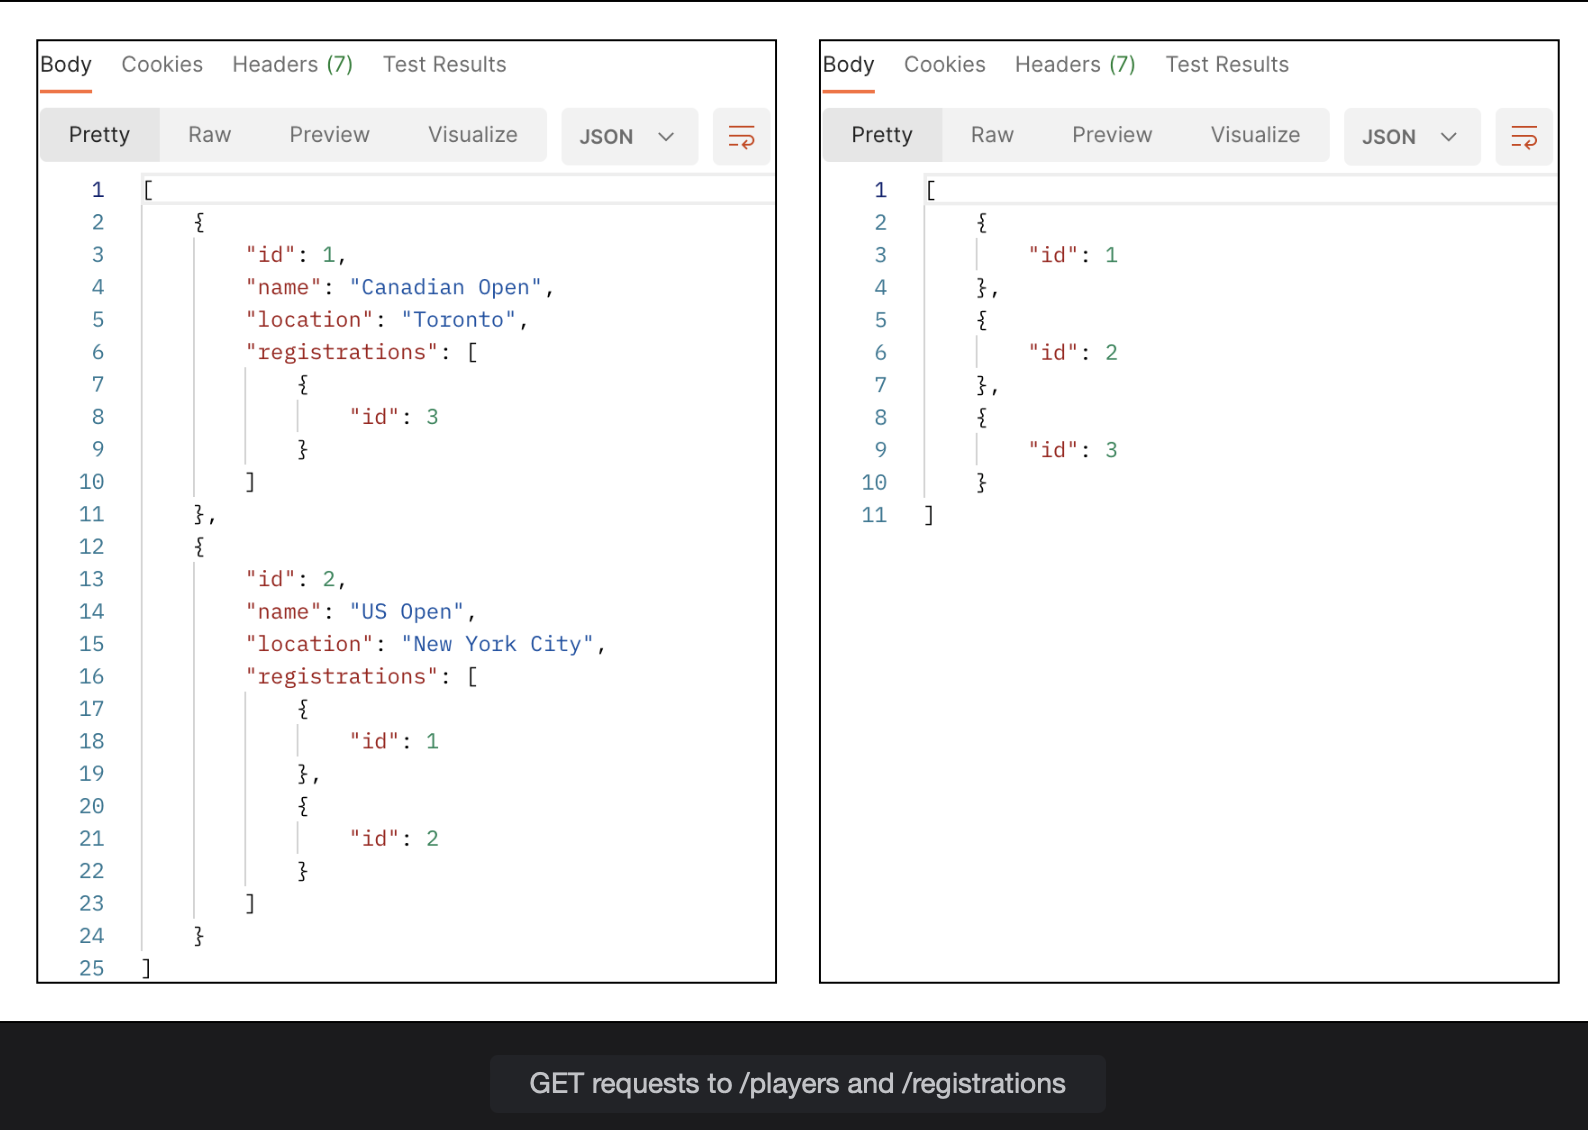 Body Cookies Headers (7) Test Results
Pretty Raw Preview Visualize JSON
1 [
2 {
3 "id": 1,
4 "name": "Canadian Open",
5 "location": "Toronto",
6 "registrations": [
7 {
8 "id": 3
9 }
10 ]
11 },
12 {
13 "id": 2,
14 "name": "US Open",
15 "location": "New York City",
16 "registrations": [
17 {
18 "id": 1
19 },
20 {
21 "id": 2
22 }
23 ]
24 }
25 ]
Body Cookies Headers (7) Test Results
Pretty Raw Preview Visualize JSON
1 [
2 {
3 "id": 1
4 },
5 {
6 "id": 2
7 },
8 {
9 "id": 3
10 }
11 ]
GET requests to /players and /registrations